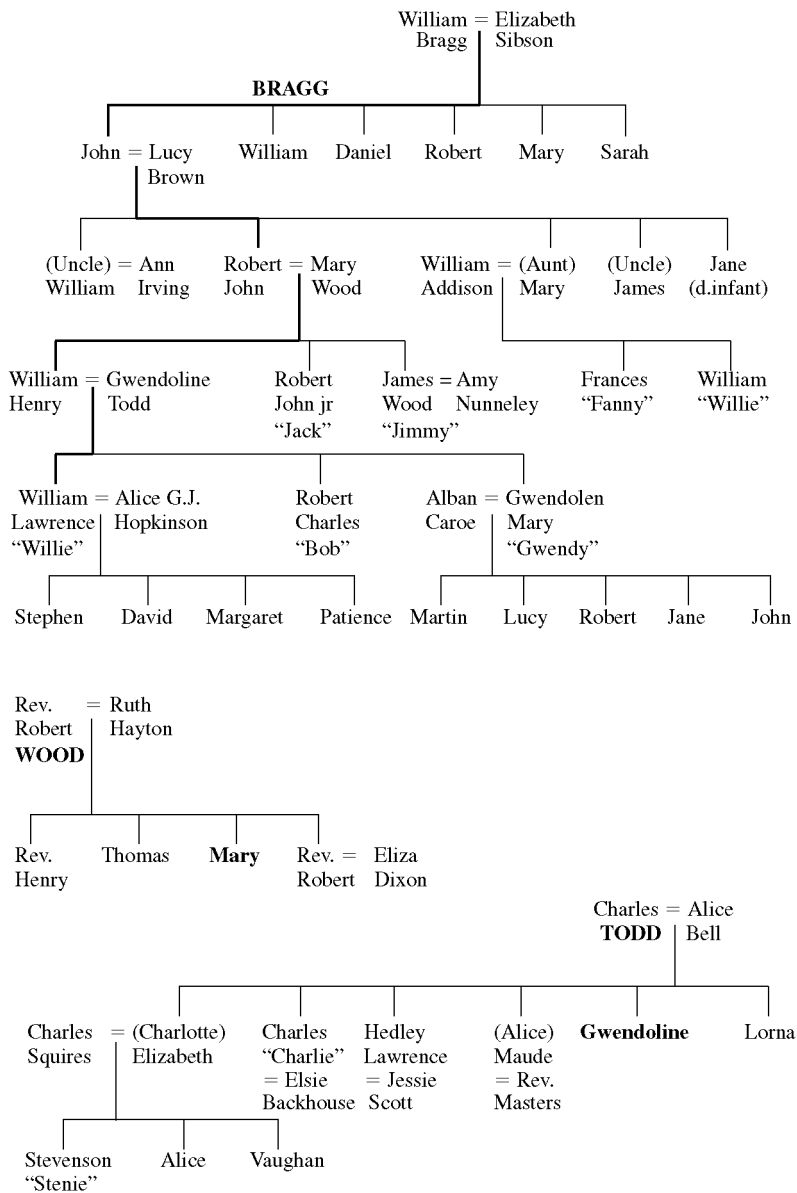 William = Elizabeth
Bragg Sibson
BRAGG
John = Lucy William Daniel Robert Mary Sarah
Brown
(Uncle) = Ann Robert = Mary William = (Aunt) (Uncle) Jane
William Irving John Wood Addison Mary James (d.infant)
William = Gwendoline Robert James = Amy Frances William
Henry Todd John jr Wood Nunneley “Fanny” “Willie”
“Jack” “Jimmy”
William = Alice G.J. Robert Alban = Gwendolen
Lawrence Hopkinson Charles Caroe Mary
“Willie” “Bob” “Gwendy”
Stephen David Margaret Patience Martin Lucy Robert Jane John
Rev. = Ruth
Robert Hayton
WOOD
Rev. Thomas Mary Rev. = Eliza
Henry Robert Dixon
Charles = Alice
TODD Bell
Charles = (Charlotte) Charles Hedley (Alice) Gwendoline Lorna
Squires Elizabeth “Charlie” Lawrence Maude
= Elsie = Jessie = Rev.
Backhouse Scott Masters
Stevenson Alice Vaughan
“Stenie”